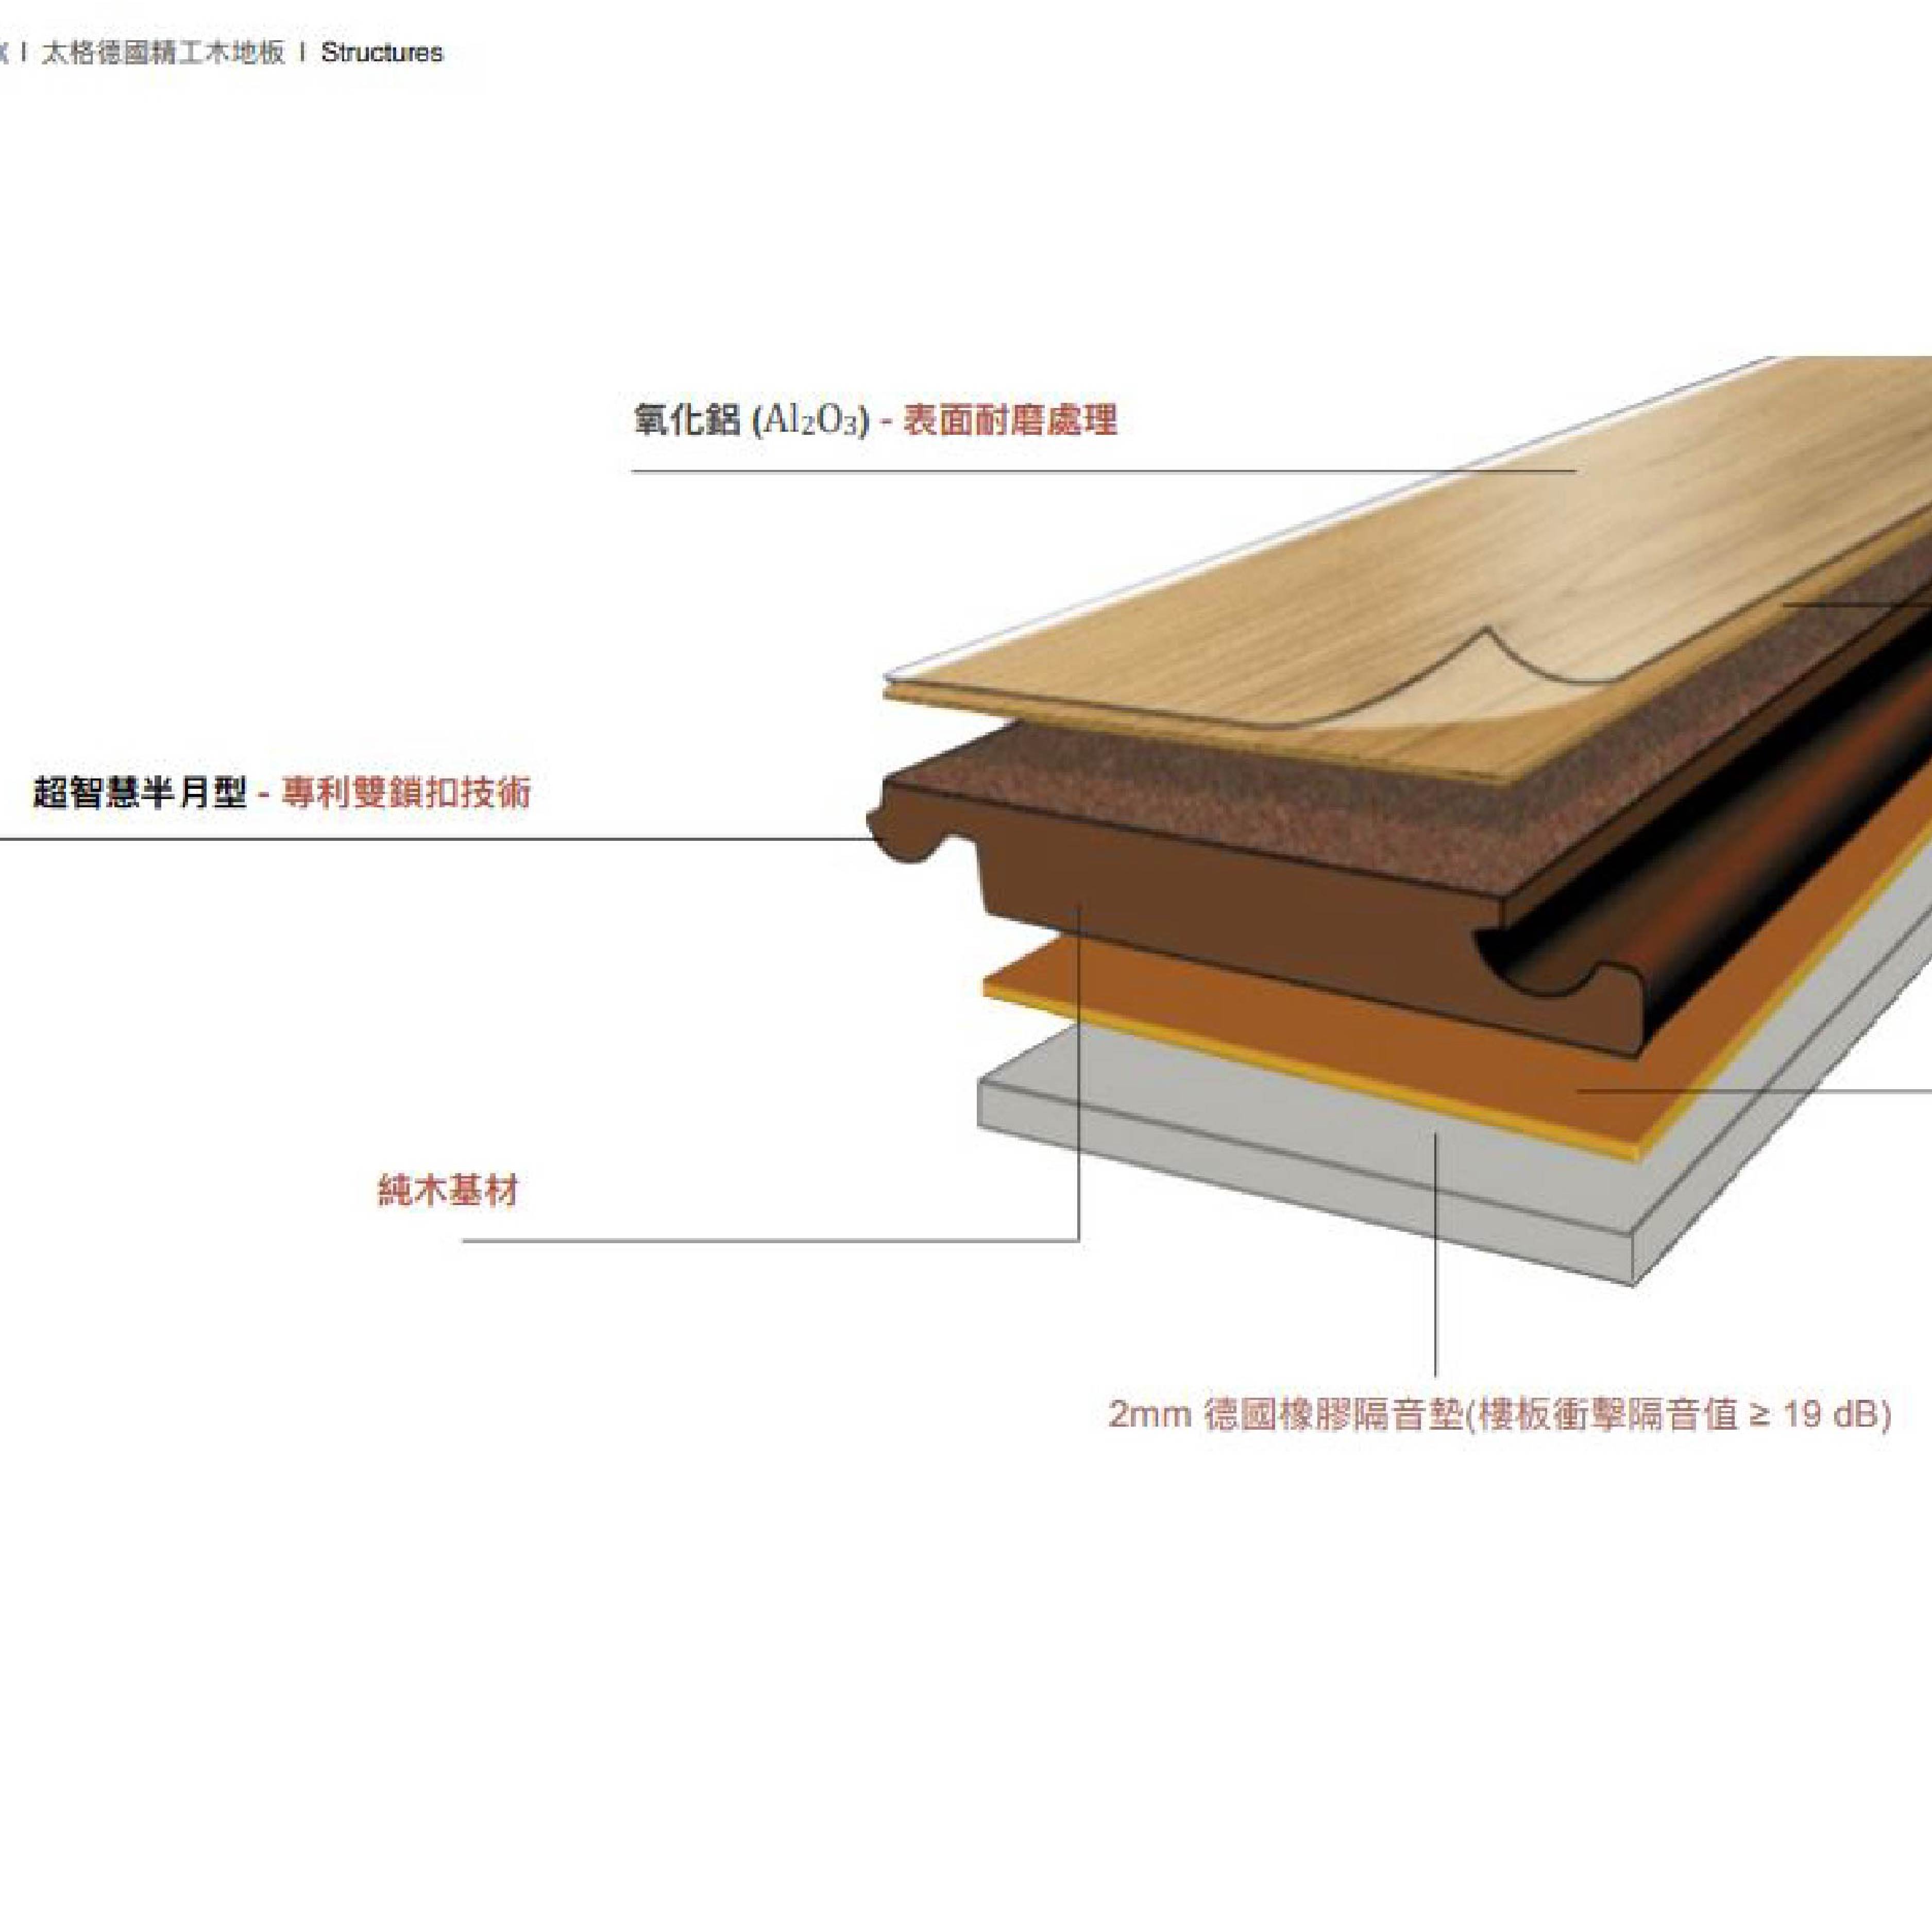 太格德國精工木地板 | Structures
氧化鋁 (Al₂O₃) - 表面耐磨處理
超智慧半月型 - 專利雙鎖扣技術
純木基材
2mm 德國橡膠隔音墊(樓板衝擊隔音值 ≥ 19 dB)